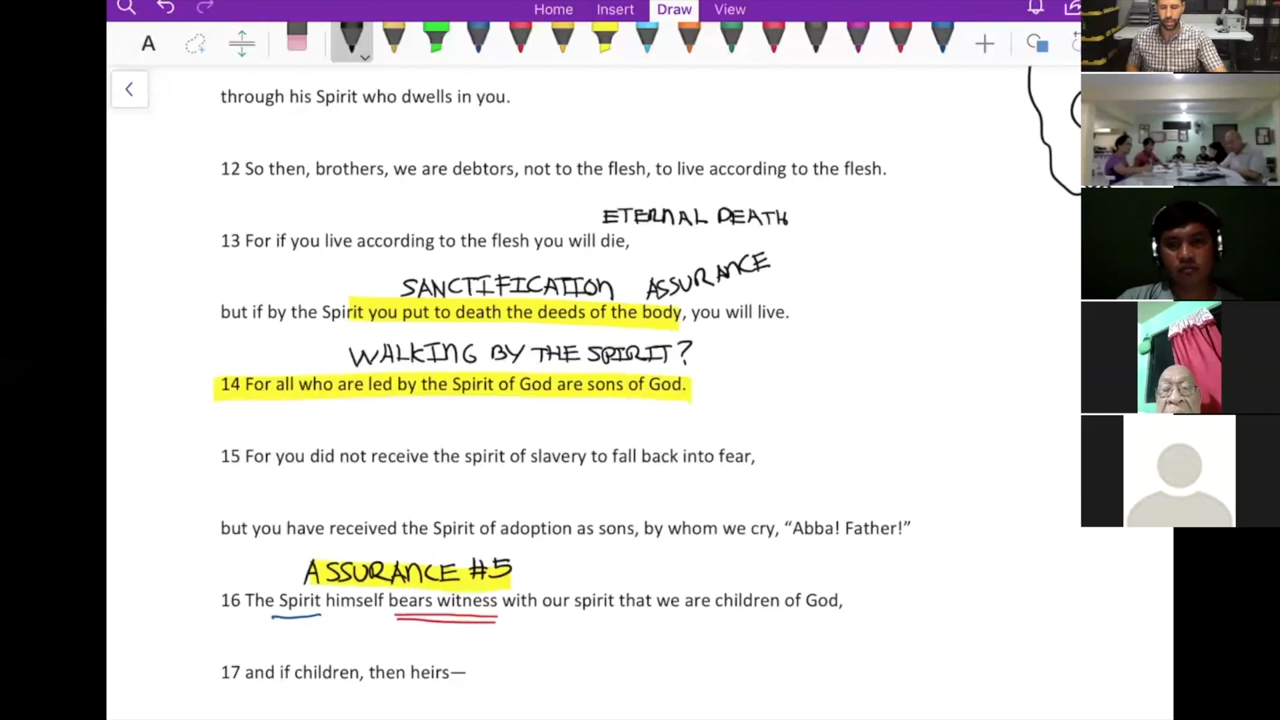 Home Insert Draw View
A
through his Spirit who dwells in you.
12 So then, brothers, we are debtors, not to the flesh, to live according to the flesh.
ETERNAL DEATH
13 For if you live according to the flesh you will die,
SANCTIFICATION ASSURANCE
but if by the Spirit you put to death the deeds of the body, you will live.
WALKING BY THE SPIRIT?
14 For all who are led by the Spirit of God are sons of God.
15 For you did not receive the spirit of slavery to fall back into fear,
but you have received the Spirit of adoption as sons, by whom we cry, “Abba! Father!”
ASSURANCE #5
16 The Spirit himself bears witness with our spirit that we are children of God,
17 and if children, then heirs—